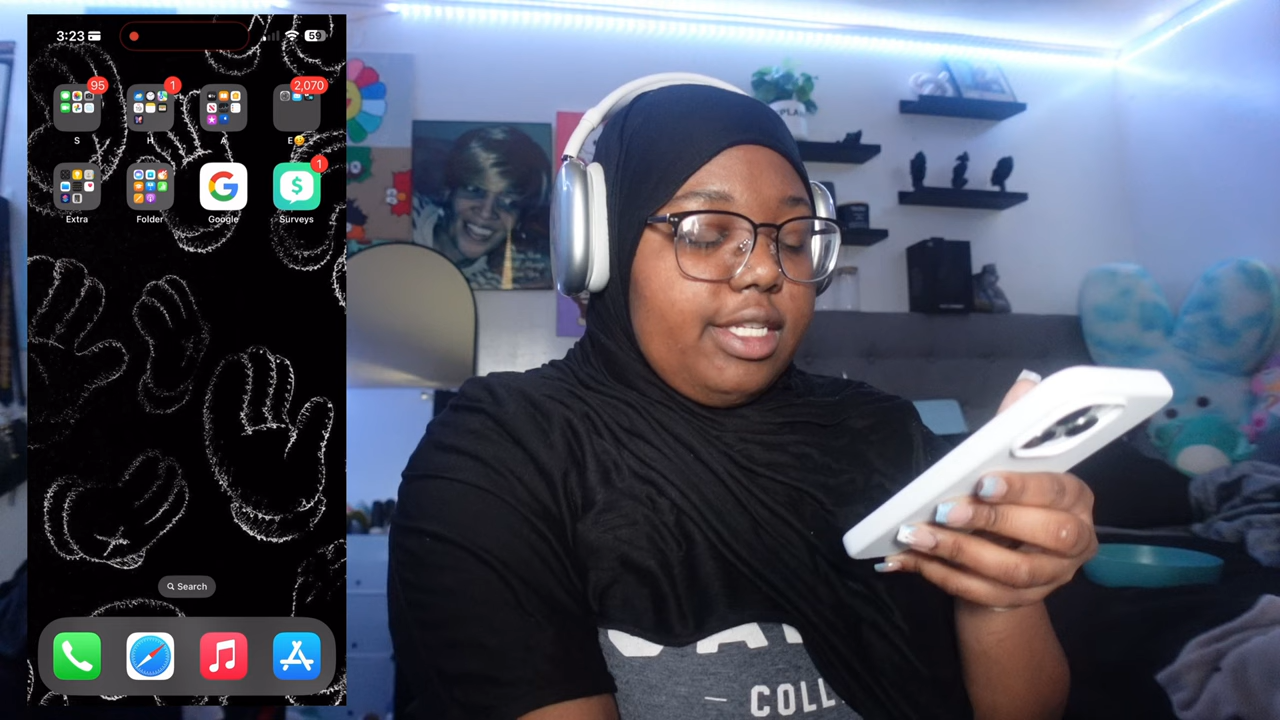 3:23
59
95
1
2,070
S
H
A
E😏
1
Extra
Folder
Google
Surveys
Search
COLL